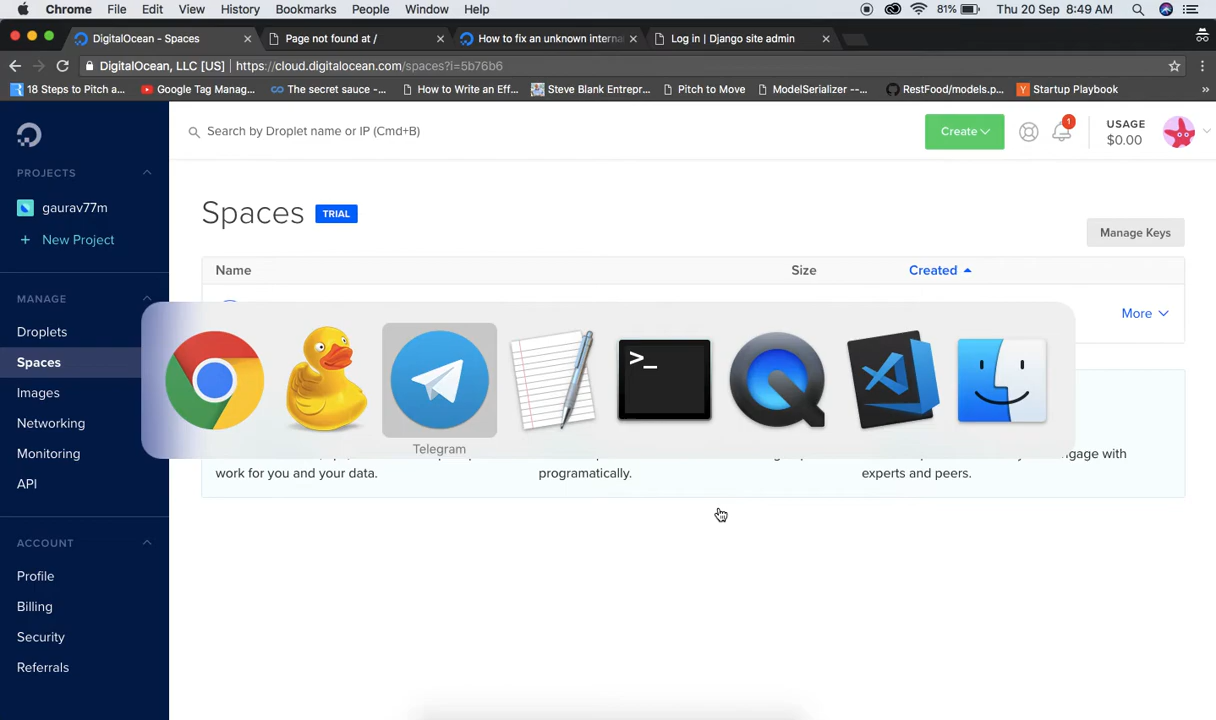 Chrome File Edit View History Bookmarks People Window Help 81% Thu 20 Sep 8:49 AM
DigitalOcean - Spaces Page not found at / How to fix an unknown interna Log in | Django site admin
DigitalOcean, LLC [US] | https://cloud.digitalocean.com/spaces?i=5b76b6
18 Steps to Pitch a... Google Tag Manag... The secret sauce -... How to Write an Eff... Steve Blank Entrepr... Pitch to Move ModelSerializer --... RestFood/models.p... Startup Playbook »
Search by Droplet name or IP (Cmd+B)
Create
1
USAGE
$0.00
PROJECTS
gaurav77m
+ New Project
MANAGE
Droplets
Spaces
Images
Networking
Monitoring
API
ACCOUNT
Profile
Billing
Security
Referrals
Spaces TRIAL
Manage Keys
Name Size Created
More
>_
Telegram
work for you and your data.
programatically.
engage with
experts and peers.